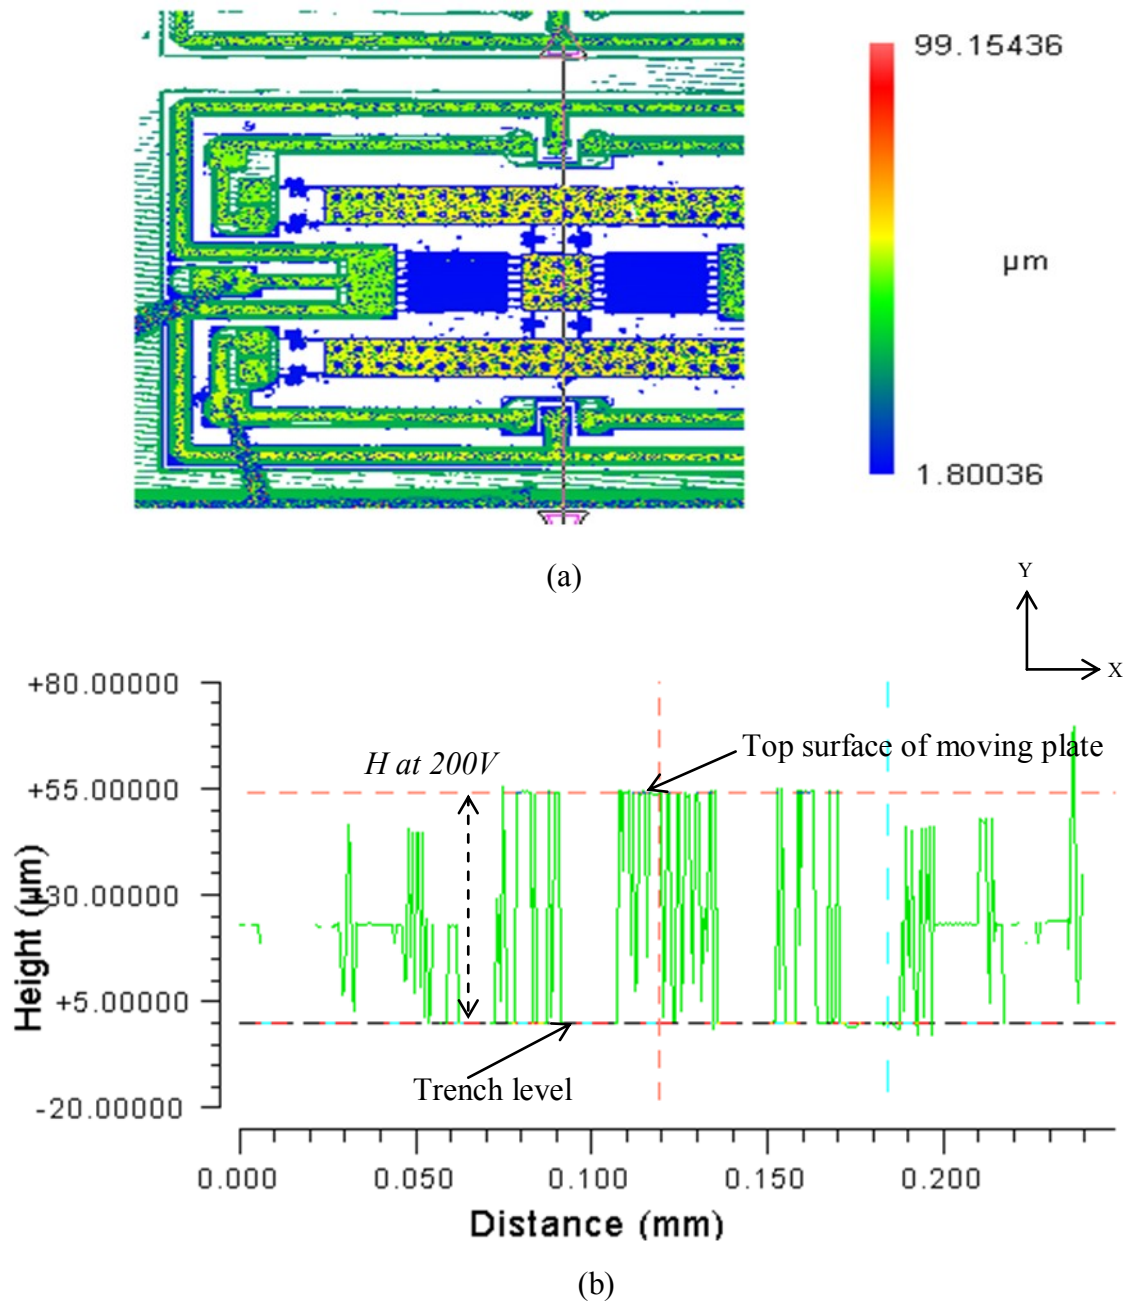 99.15436
µm
1.80036
(a)
Y
X
+80.00000
H at 200V
Top surface of moving plate
+55.00000
+30.00000
+5.00000
-20.00000
Height (µm)
Trench level
0.000 0.050 0.100 0.150 0.200
Distance (mm)
(b)